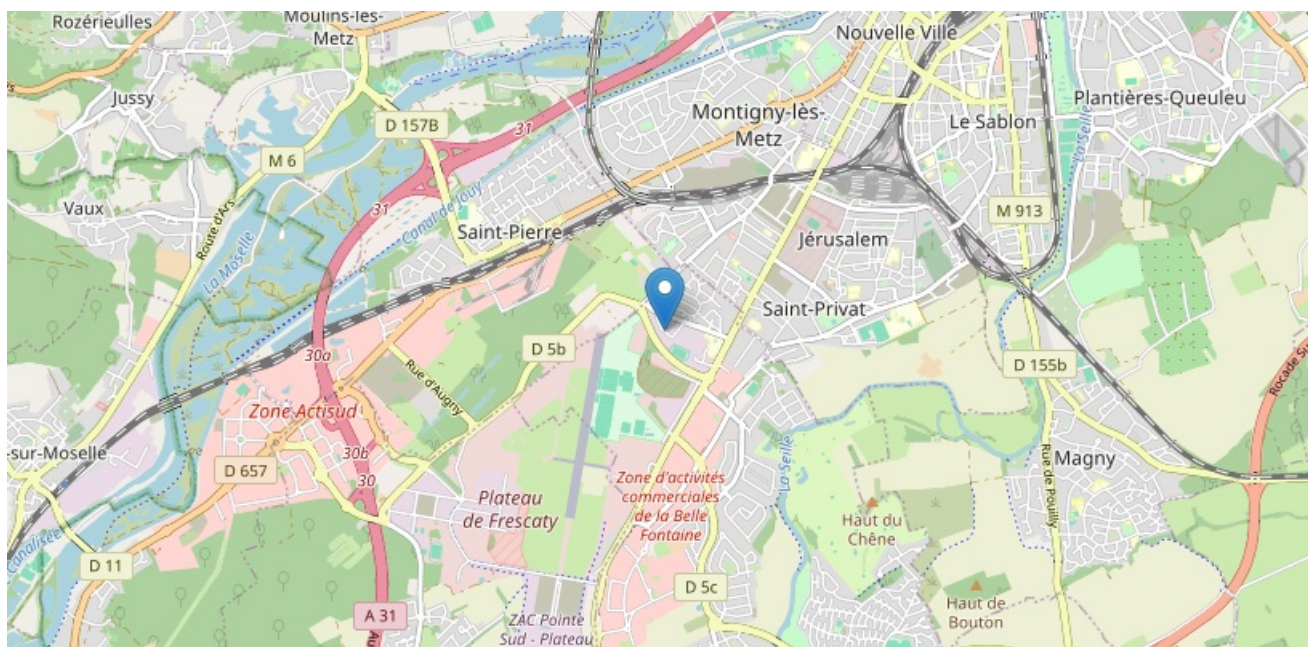 Rozérieulles
Moulins-lès-
Metz
Nouvelle Ville
Jussy
D 157B
31
Montigny-lès-
Metz
Le Sablon
Plantières-Queuleu
M 6
La Seille
Vaux
Route d'Ars
31
Canal de Jouy
Saint-Pierre
M 913
Jérusalem
La Moselle
Saint-Privat
D 5b
30a
Rue d'Augny
D 155b
Rocade Su
Zone Actisud
-sur-Moselle
30b
D 657
30
La Seille
Rue de Pouilly
Magny
Plateau
de Frescaty
Zone d'activités
commerciales
de la Belle
Fontaine
Haut du
Chêne
Canalisée
D 11
D 5c
A 31
Au
Haut de
Bouton
ZAC Pointe
Sud - Plateau